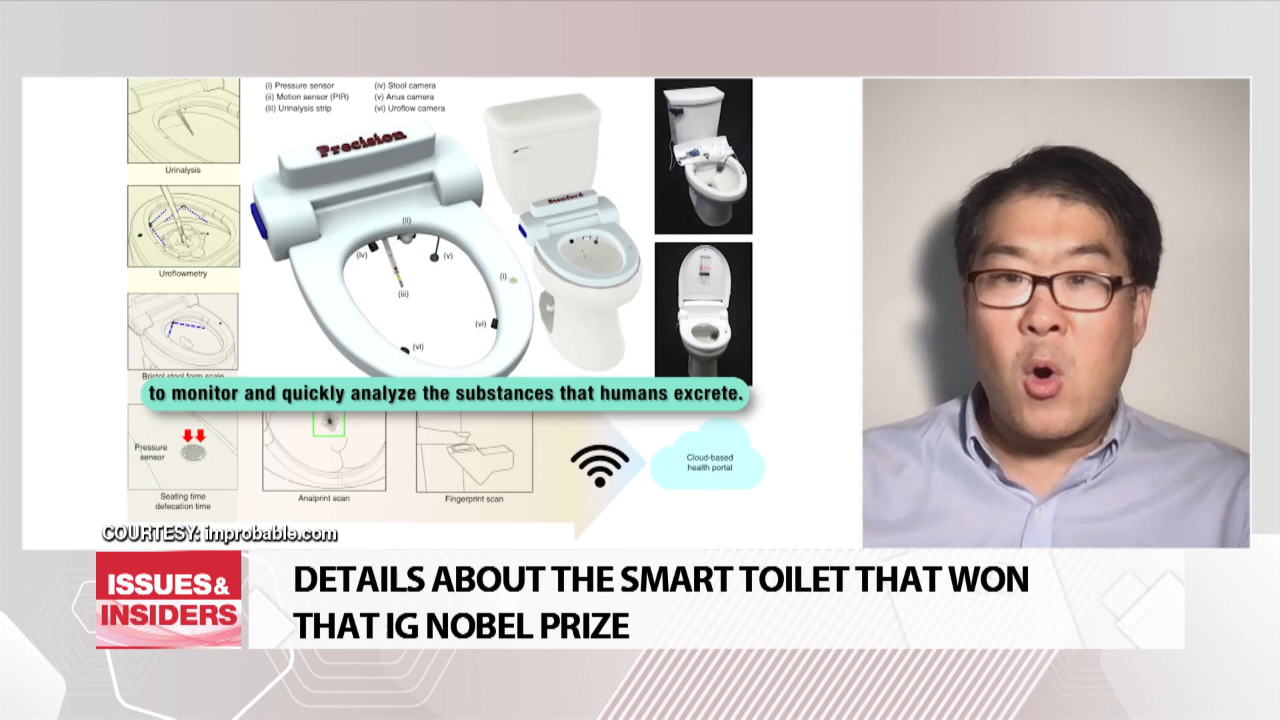 (i) Pressure sensor
(ii) Motion sensor (PIR)
(iii) Urinalysis strip
(iv) Stool camera
(v) Anus camera
(vi) Uroflow camera
Urinalysis
Uroflowmetry
Bristol stool form scale
Precision
Stanford
(ii)
(iv)
(v)
(i)
(iii)
(vi)
(vi)
to monitor and quickly analyze the substances that humans excrete.
Pressure
sensor
Seating time
defecation time
Analprint scan
Fingerprint scan
Cloud-based
health portal
COURTESY: improbable.com
ISSUES&
INSIDERS
DETAILS ABOUT THE SMART TOILET THAT WON
THAT IG NOBEL PRIZE